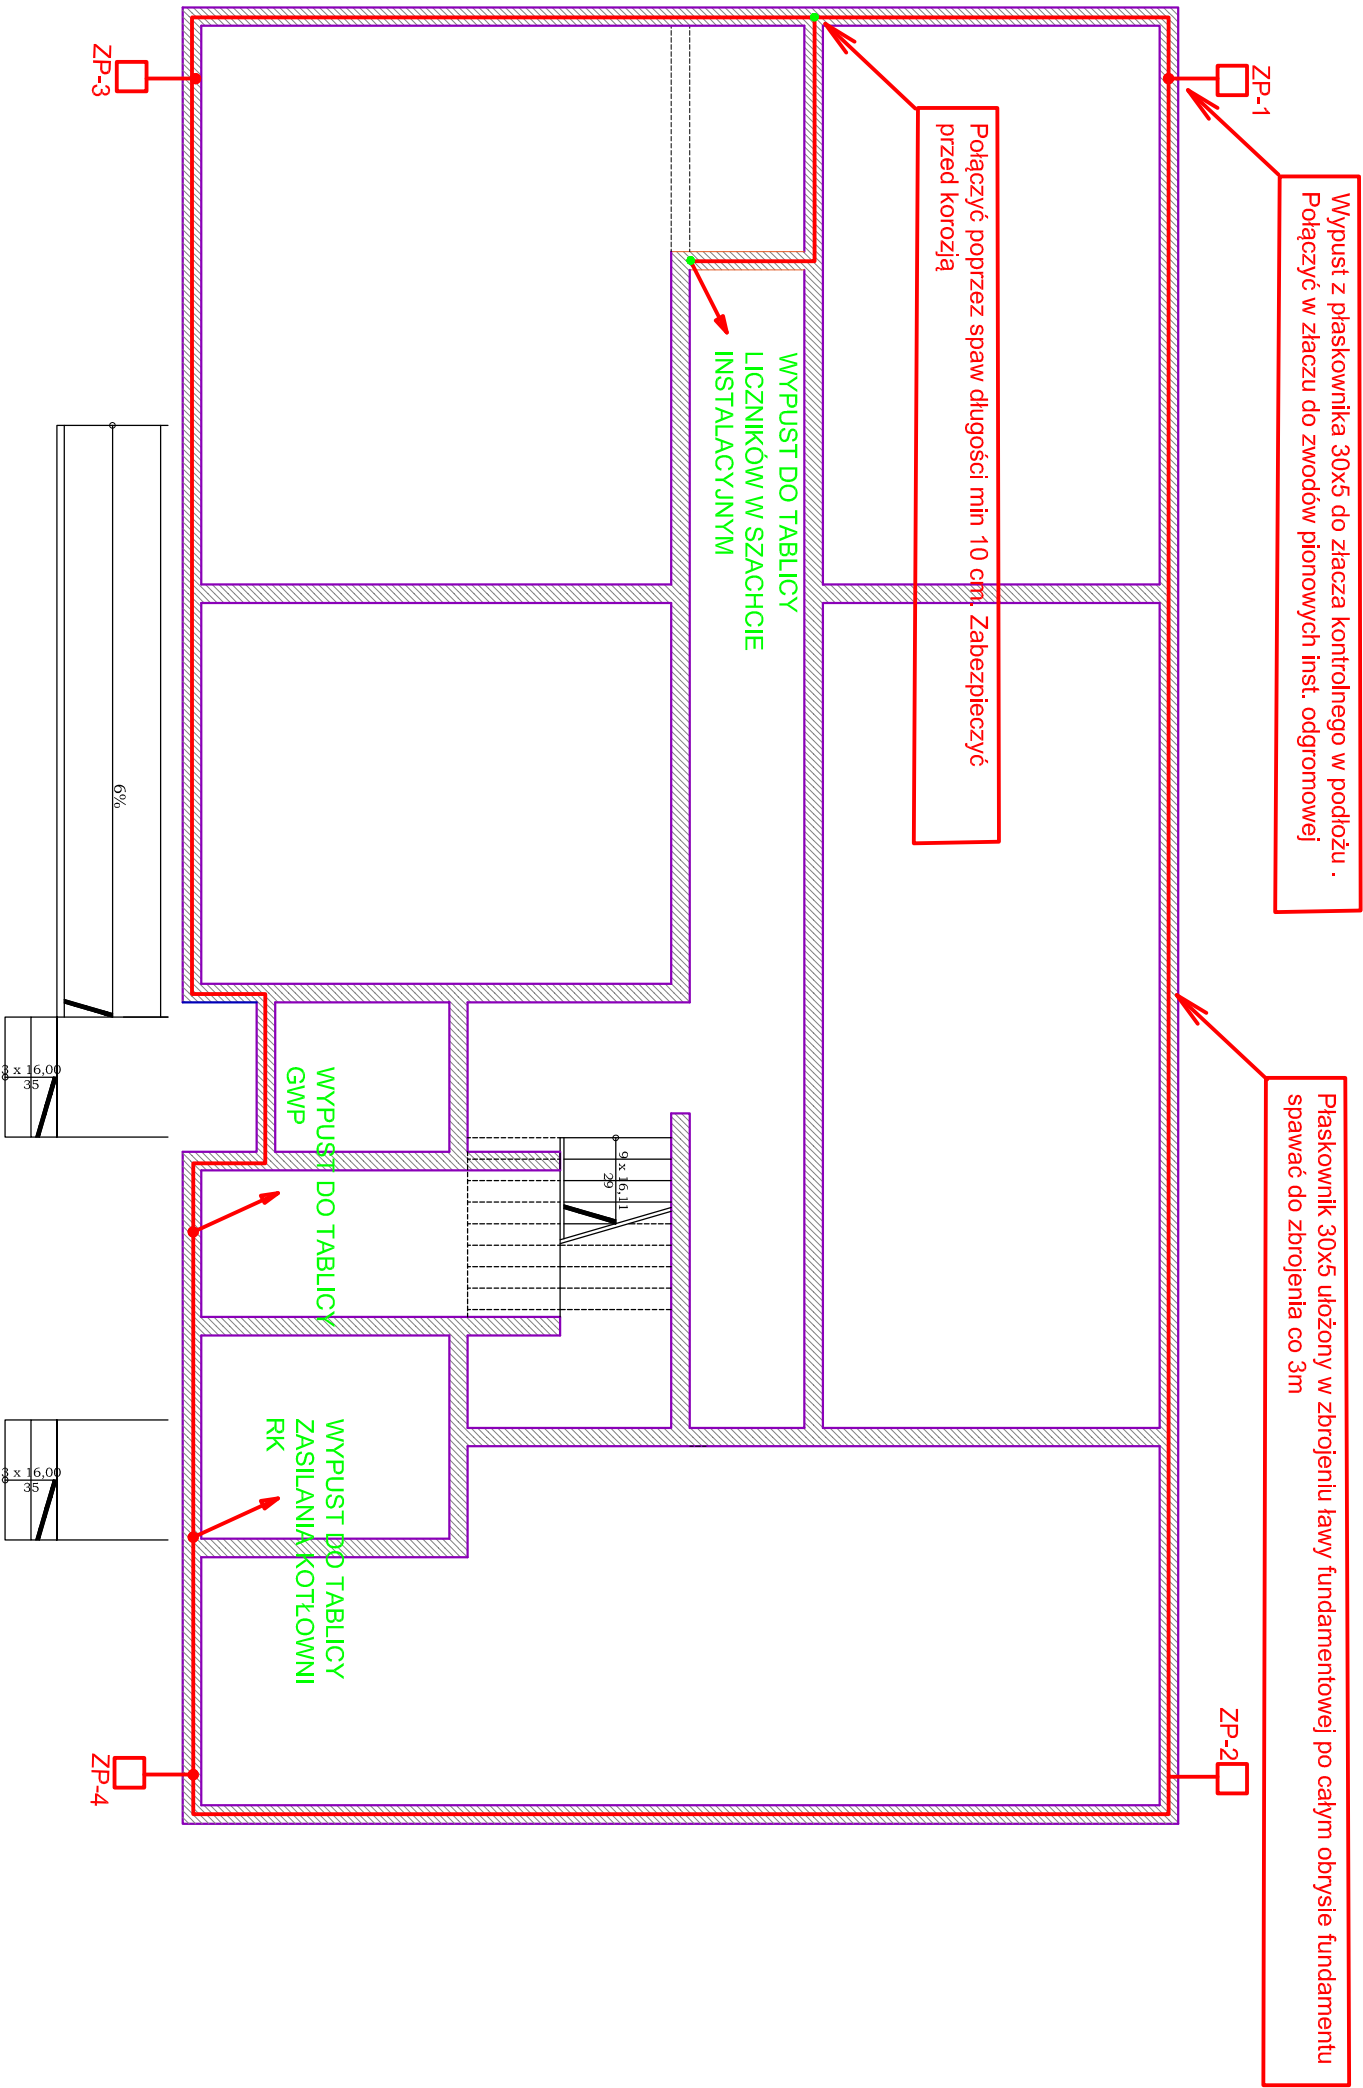 ZP-1
Wypust z płaskownika 30x5 do złacza kontrolnego w podłożu .
Połączyć w złaczu do zwodów pionowych inst. odgromowej
Płaskownik 30x5 ułożony w zbrojeniu ławy fundamentowej po całym obrysie fundamentu
spawać do zbrojenia co 3m
ZP-2
Połączyć poprzez spaw długości min 10 cm. Zabezpieczyć
przed korozją
WYPUST DO TABLICY
LICZNIKÓW W SZACHCIE
INSTALACYJNYM
9 x 16,11
29
WYPUST DO TABLICY
GWP
WYPUST DO TABLICY
ZASILANIA KOTŁOWNI
RK
ZP-3
6%
3 x 16,00
35
3 x 16,00
35
ZP-4